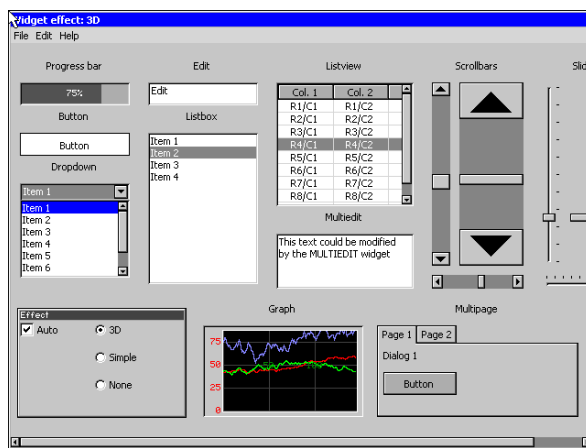 Widget effect: 3D
File Edit Help
Progress bar
75%
Button
Button
Dropdown
Item 1
Item 1
Item 2
Item 3
Item 4
Item 5
Item 6
Edit
Edit
Listbox
Item 1
Item 2
Item 3
Item 4
Listview
Col. 1 Col. 2
R1/C1 R1/C2
R2/C1 R2/C2
R3/C1 R3/C2
R4/C1 R4/C2
R5/C1 R5/C2
R6/C1 R6/C2
R7/C1 R7/C2
R8/C1 R8/C2
Multiedit
This text could be modified
by the MULTIEDIT widget
Scrollbars
Slid
Effect
Auto
3D
Simple
None
Graph
75
50
25
0
Multipage
Page 1 Page 2
Dialog 1
Button